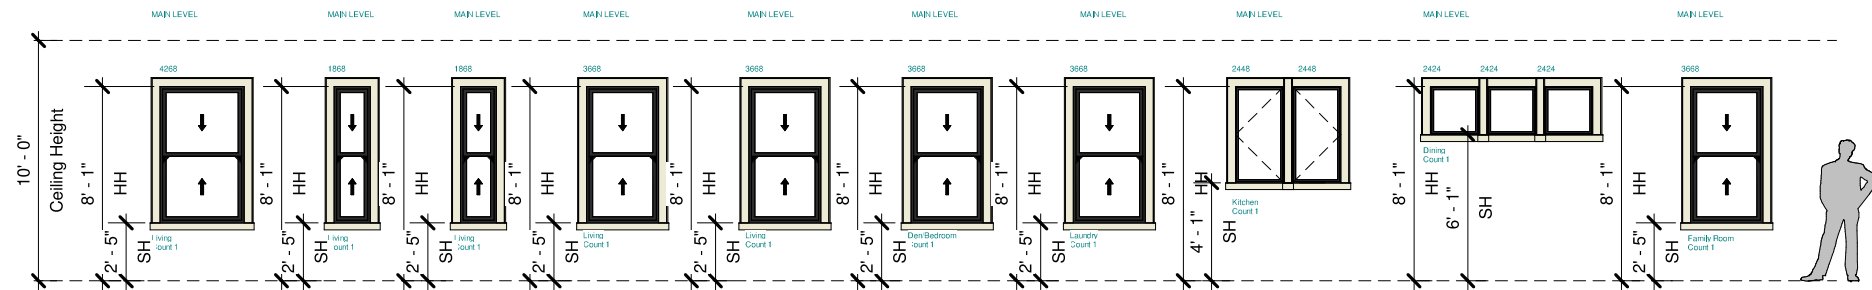 MAIN LEVEL MAIN LEVEL MAIN LEVEL MAIN LEVEL MAIN LEVEL MAIN LEVEL MAIN LEVEL MAIN LEVEL MAIN LEVEL MAIN LEVEL
4268 1868 1868 3668 3668 3668 3668 2448 2448 2424 2424 2424 3668
10' - 0"
Ceiling Height
8' - 1"
HH
2' - 5"
SH
Living
Count 1
8' - 1"
HH
2' - 5"
SH
Living
ount 1
8' - 1"
HH
2' - 5"
SH
Living
Count 1
8' - 1"
HH
2' - 5"
SH
Living
Count 1
8' - 1"
HH
2' - 5"
SH
Living
Count 1
8' - 1"
HH
2' - 5"
SH
Den/Bedroom
Count 1
8' - 1"
HH
2' - 5"
SH
Laundry
Count 1
8' - 1"
HH
4' - 1"
SH
Kitchen
Count 1
8' - 1"
HH
6' - 1"
SH
Dining
Count 1
8' - 1"
HH
2' - 5"
SH
Family Room
Count 1